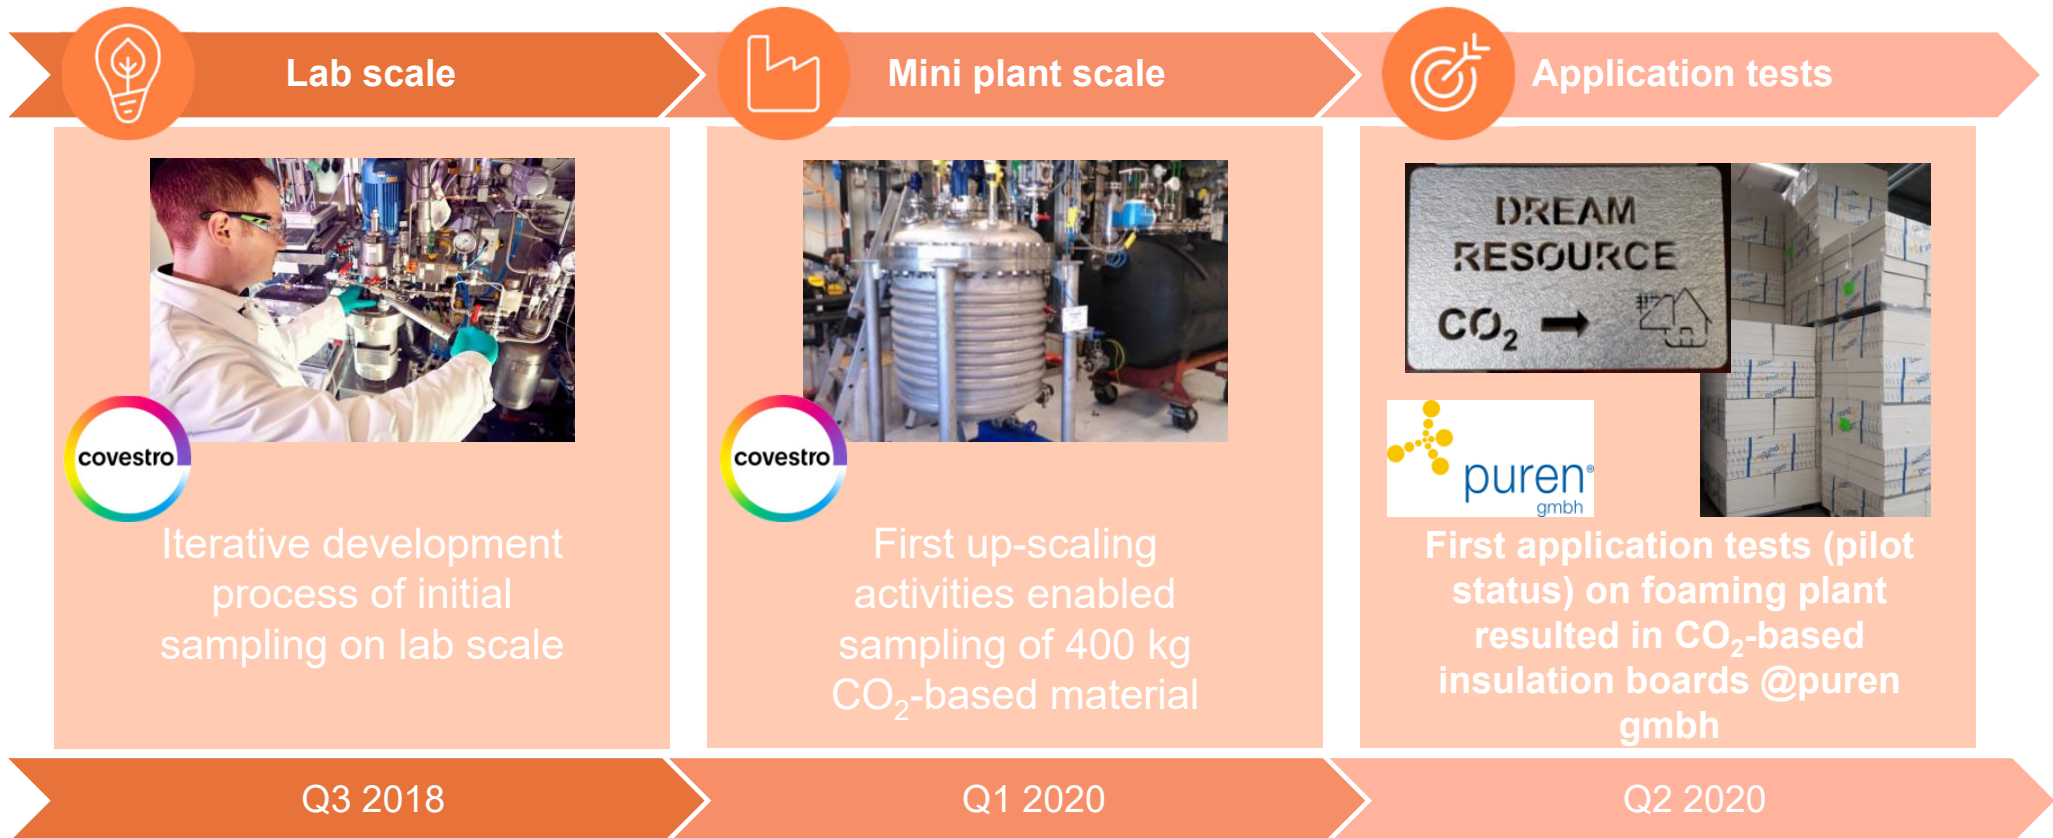 Lab scale
Mini plant scale
Application tests
covestro
Iterative development
process of initial
sampling on lab scale
covestro
First up-scaling
activities enabled
sampling of 400 kg
CO₂-based material
DREAM
RESOURCE
CO₂
puren®
gmbh
First application tests (pilot
status) on foaming plant
resulted in CO₂-based
insulation boards @puren
gmbh
Q3 2018
Q1 2020
Q2 2020